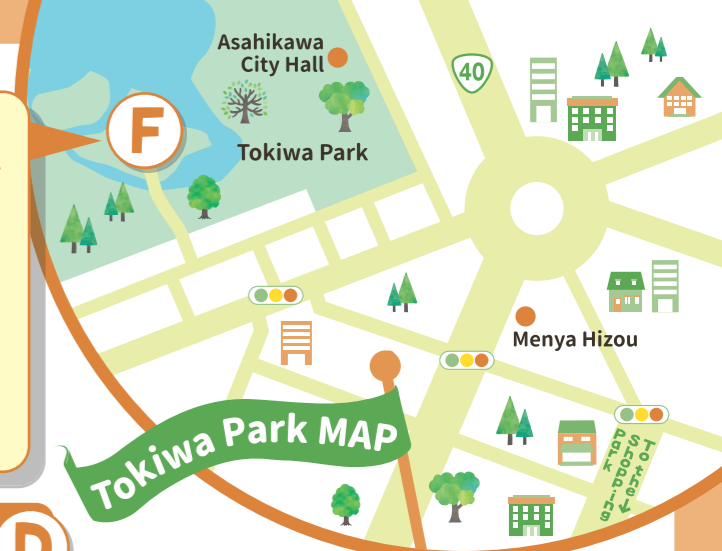 Asahikawa
City Hall
40
F
Tokiwa Park
Menya Hizou
Tokiwa Park MAP
To the
Shopping
Park
D